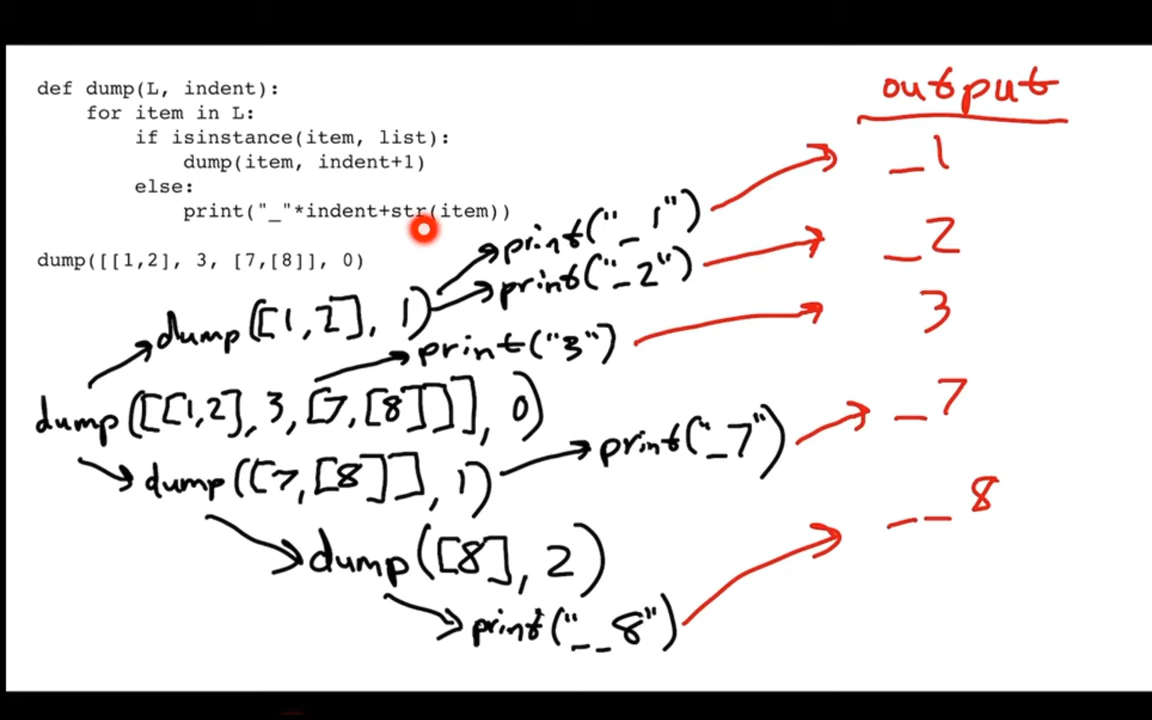 def dump(L, indent):
    for item in L:
        if isinstance(item, list):
            dump(item, indent+1)
        else:
            print("_"*indent+str(item))
dump([[1,2], 3, [7,[8]], 0)
output
print("_1")
_1
print("_2")
_2
dump([1,2], 1)
print("3")
3
dump([[1,2],3,[7,[8]]], 0)
print("_7")
_7
dump([7,[8]], 1)
dump([8], 2)
print("__8")
__8